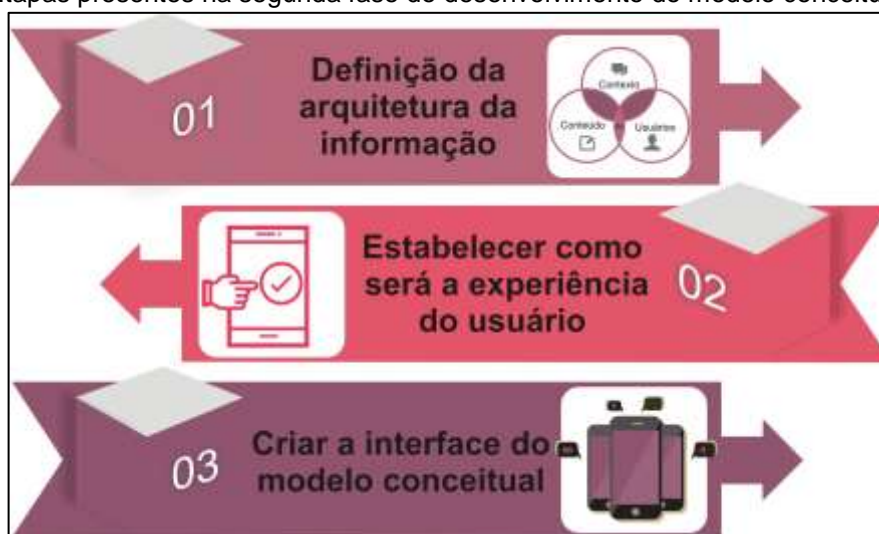 etapas presentes na segunda fase do desenvolvimento do modelo conceitu
01
Definição da
arquitetura da
informação
Contexto
Conteúdo
Usuários
Estabelecer como
será a experiência
do usuário
02
03
Criar a interface do
modelo conceitual